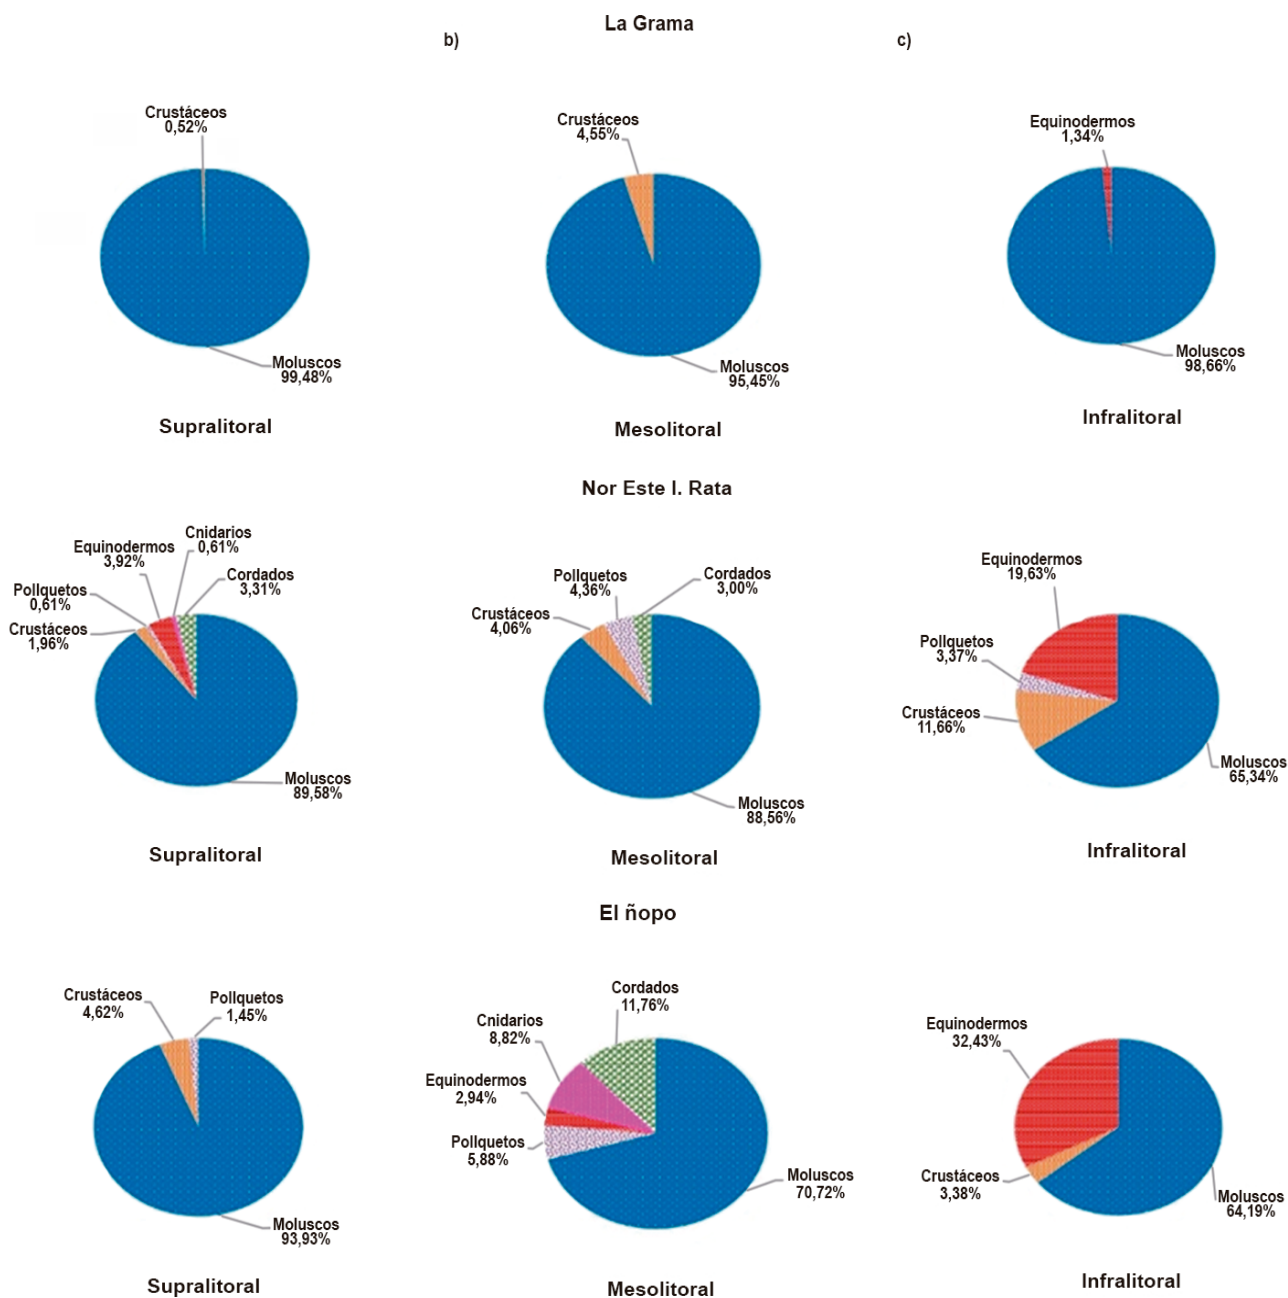 La Grama
b)
c)
Crustáceos
0,52%
Moluscos
99,48%
Supralitoral
Crustáceos
4,55%
Moluscos
95,45%
Mesolitoral
Equinodermos
1,34%
Moluscos
98,66%
Infralitoral
Nor Este I. Rata
Cnidarios
0,61%
Equinodermos
3,92%
Cordados
3,31%
Pollquetos
0,61%
Crustáceos
1,96%
Moluscos
89,58%
Supralitoral
Pollquetos
4,36%
Cordados
3,00%
Crustáceos
4,06%
Moluscos
88,56%
Mesolitoral
Equinodermos
19,63%
Pollquetos
3,37%
Crustáceos
11,66%
Moluscos
65,34%
Infralitoral
El ñopo
Crustáceos
4,62%
Pollquetos
1,45%
Moluscos
93,93%
Supralitoral
Cordados
11,76%
Cnidarios
8,82%
Equinodermos
2,94%
Pollquetos
5,88%
Moluscos
70,72%
Mesolitoral
Equinodermos
32,43%
Crustáceos
3,38%
Moluscos
64,19%
Infralitoral